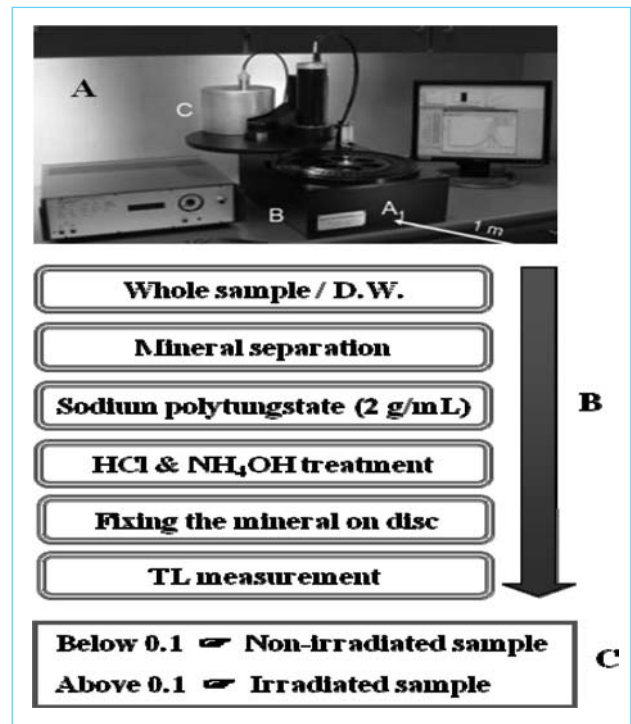 A
C
B
A1
1 m
Whole sample / D.W.
Mineral separation
Sodium polytungstate (2 g/mL)
HCl & NH₄OH treatment
Fixing the mineral on disc
TL measurement
B
Below 0.1 ☛ Non-irradiated sample
Above 0.1 ☛ Irradiated sample
C